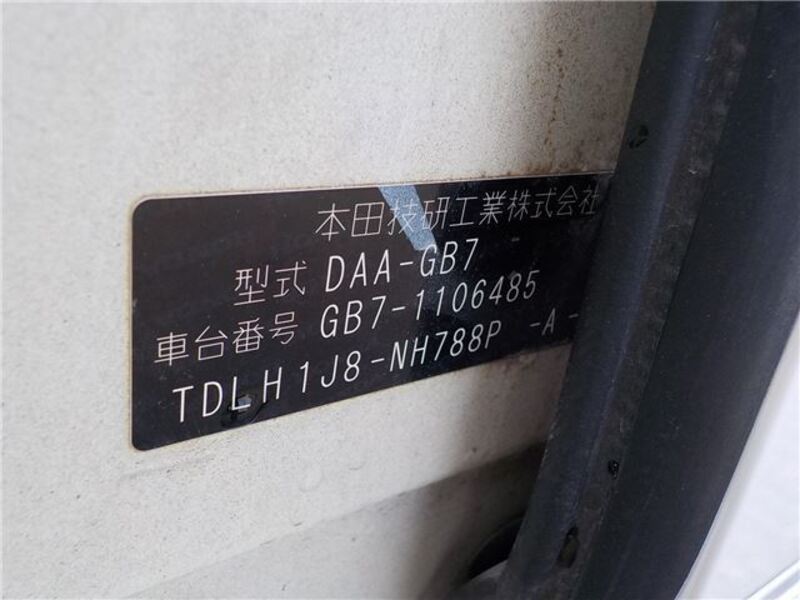 本田技研工業株式会社
型式 DAA-GB7
車台番号 GB7-1106485
TDLH1J8-NH788P -A-